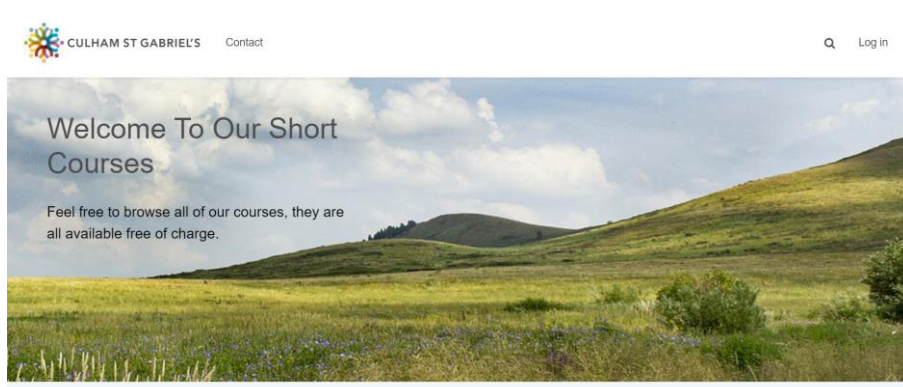 CULHAM ST GABRIEL'S Contact Log in
Welcome To Our Short
Courses
Feel free to browse all of our courses, they are
all available free of charge.